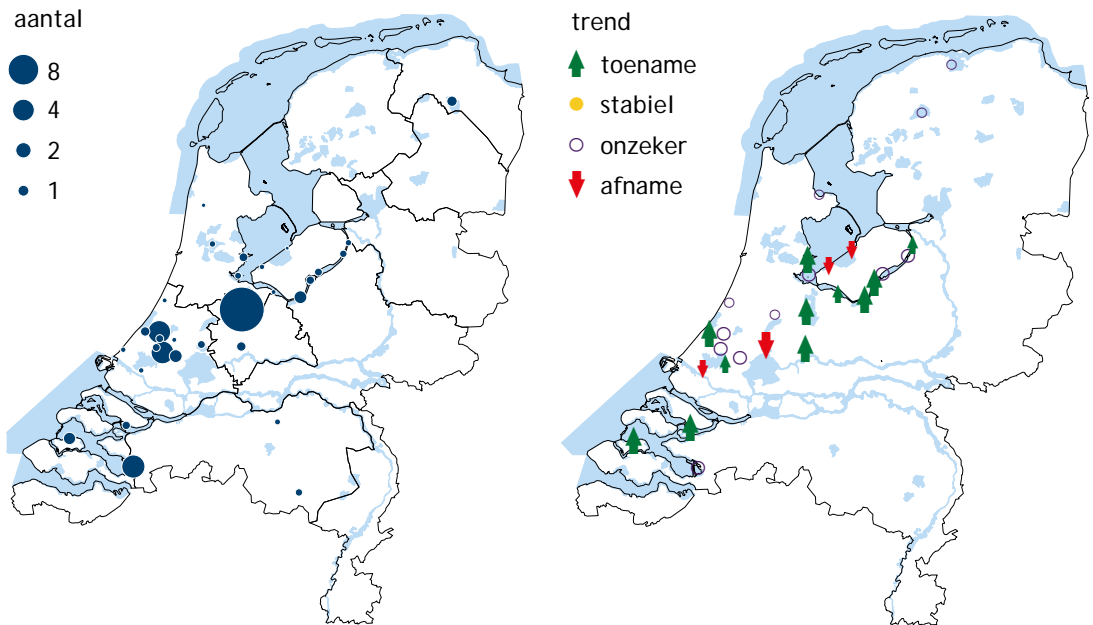 aantal
8
4
2
1
trend
toename
stabiel
onzeker
afname